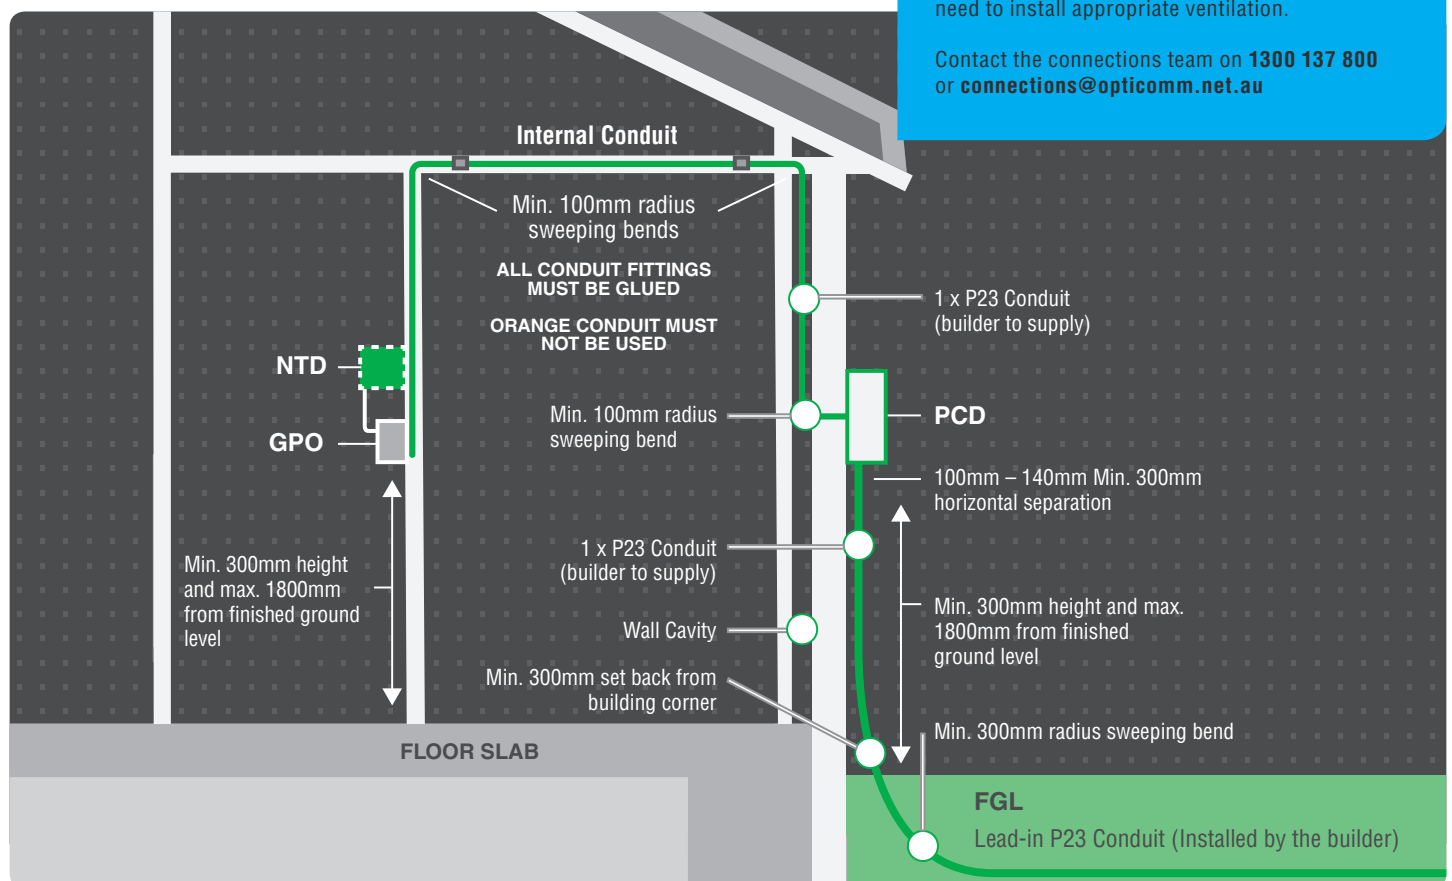 need to install appropriate ventilation.
Contact the connections team on 1300 137 800
or connections@opticomm.net.au
Internal Conduit
Min. 100mm radius
sweeping bends
ALL CONDUIT FITTINGS
MUST BE GLUED
ORANGE CONDUIT MUST
NOT BE USED
1 x P23 Conduit
(builder to supply)
NTD
GPO
Min. 100mm radius
sweeping bend
PCD
100mm – 140mm Min. 300mm
horizontal separation
Min. 300mm height
and max. 1800mm
from finished ground
level
1 x P23 Conduit
(builder to supply)
Wall Cavity
Min. 300mm set back from
building corner
Min. 300mm height and max.
1800mm from finished
ground level
Min. 300mm radius sweeping bend
FLOOR SLAB
FGL
Lead-in P23 Conduit (Installed by the builder)